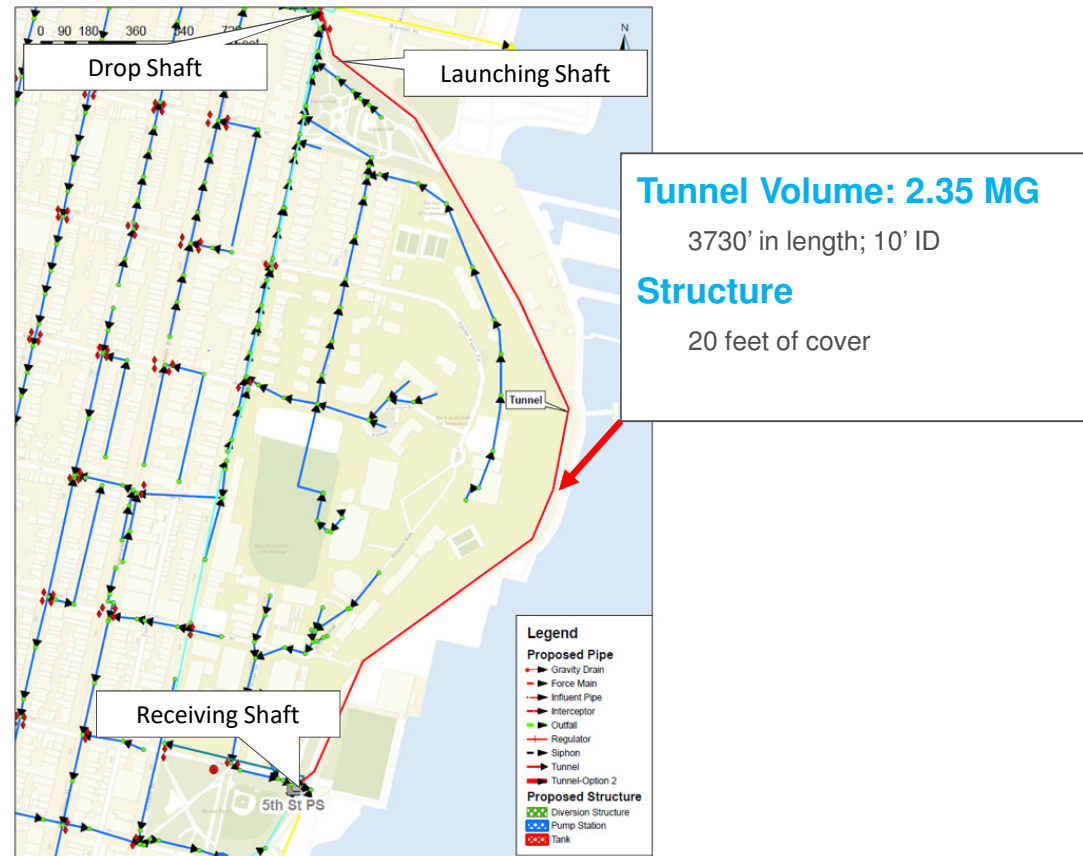 0 90 180 360 540 720
Drop Shaft
Launching Shaft
N
Tunnel Volume: 2.35 MG
3730’ in length; 10’ ID
Structure
20 feet of cover
Tunnel
Receiving Shaft
5th St PS
Legend
Proposed Pipe
Gravity Drain
Force Main
Influent Pipe
Interceptor
Outfall
Regulator
Siphon
Tunnel
Tunnel-Option 2
Proposed Structure
Diversion Structure
Pump Station
Tank